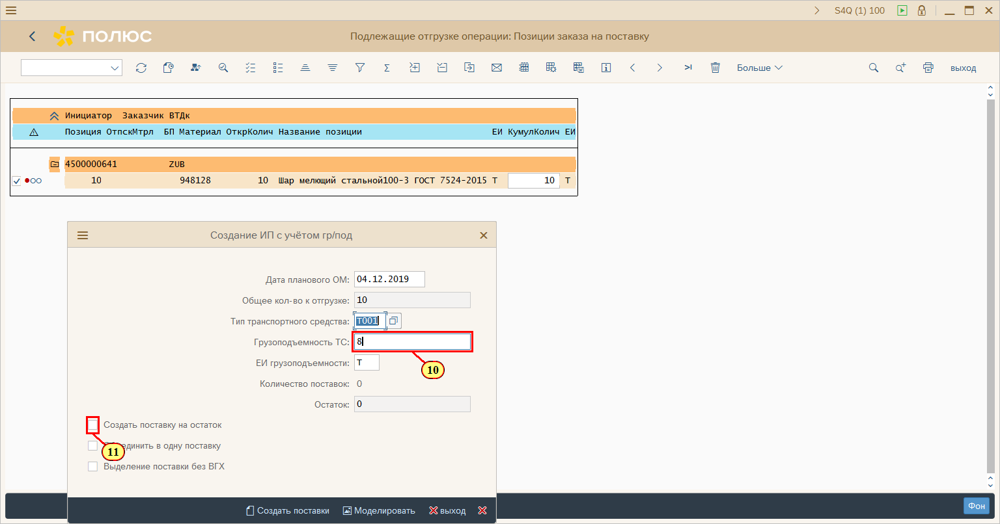 S4Q (1) 100
ПОЛЮС
Подлежащие отгрузке операции: Позиции заказа на поставку
Больше
выход
Инициатор Заказчик ВТДк
Позиция ОтпскМтрл БП Материал ОткрКолич Название позиции ЕИ КумулКолич ЕИ
4500000641 ZUB
10 948128 10 Шар мелющий стальной100-3 ГОСТ 7524-2015 Т 10 Т
Создание ИП с учётом гр/под
Дата планового ОМ: 04.12.2019
Общее кол-во к отгрузке: 10
Тип транспортного средства: T001
Грузоподъемность ТС: 8
10
ЕИ грузоподъемности: Т
Количество поставок: 0
Остаток: 0
Создать поставку на остаток
11
единить в одну поставку
Выделение поставки без ВГХ
Создать поставки
Моделировать
выход
Фон